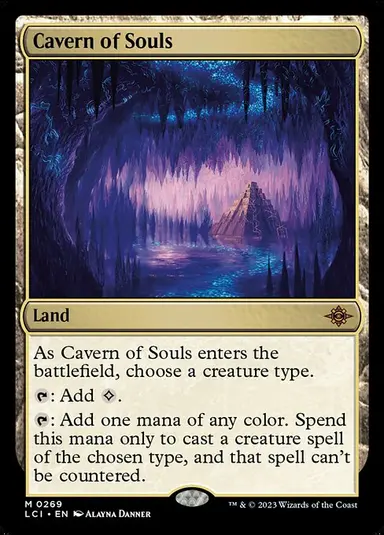 Cavern of Souls
Land
As Cavern of Souls enters the
battlefield, choose a creature type.
: Add .
: Add one mana of any color. Spend
this mana only to cast a creature spell
of the chosen type, and that spell can't
be countered.
M 0269
LCI • EN Alayna Danner
™ & © 2023 Wizards of the Coast